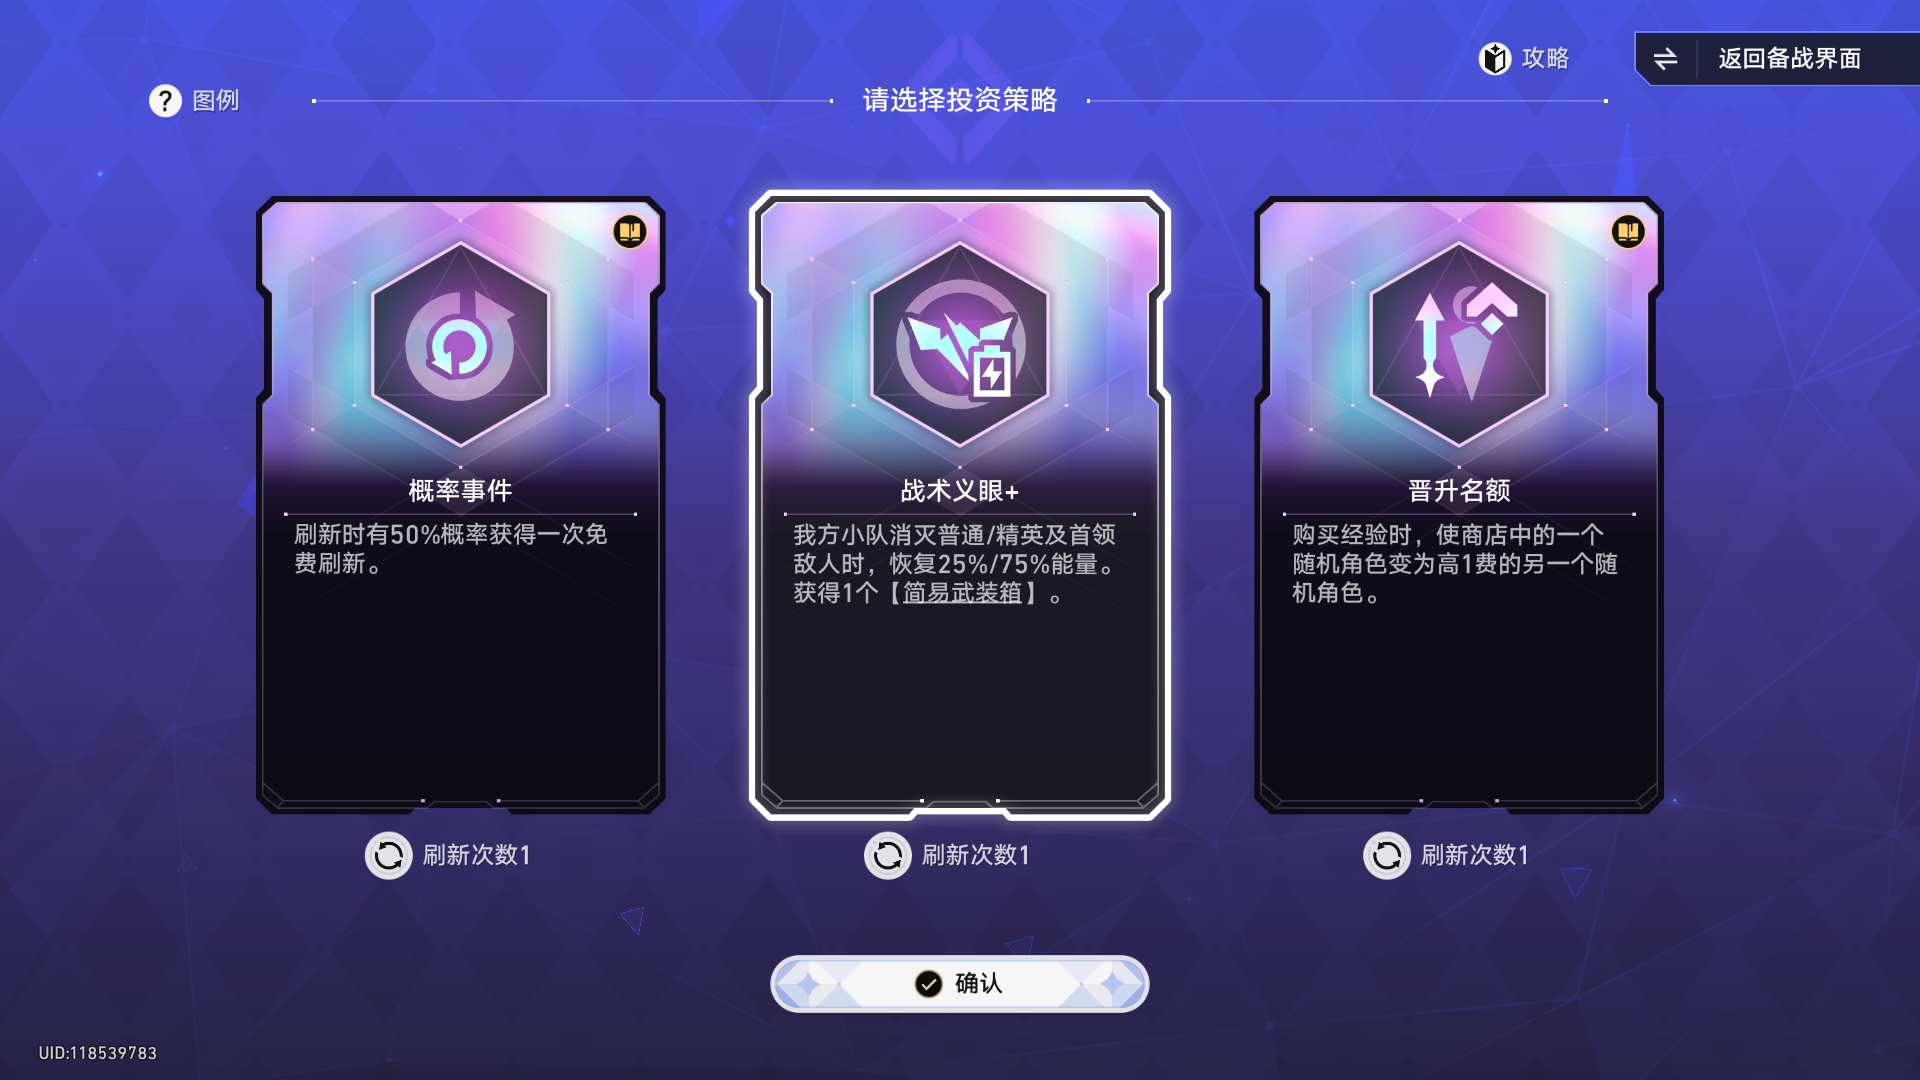 攻略
返回备战界面
图例
请选择投资策略
概率事件
刷新时有50%概率获得一次免
费刷新。
战术义眼+
我方小队消灭普通/精英及首领
敌人时，恢复25%/75%能量。
获得1个【简易武装箱】。
晋升名额
购买经验时，使商店中的一个
随机角色变为高1费的另一个随
机角色。
刷新次数1
刷新次数1
刷新次数1
确认
UID:118539783